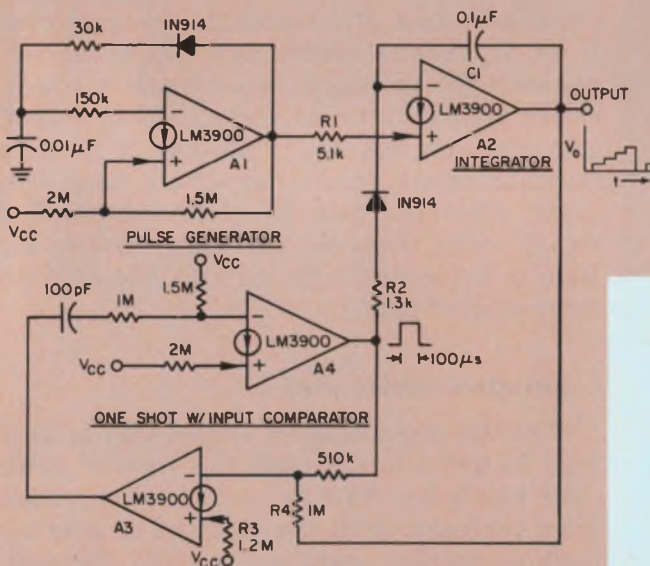 IN914
30k
0.1μF
C1
150k
OUTPUT
LM3900
R1
5.1k
LM3900
0.01μF
A1
A2
INTEGRATOR
Vo
t
2M
1.5M
IN914
VCC
PULSE GENERATOR
VCC
100pF
1M
1.5M
R2
1.3k
LM3900
2M
VCC
A4
100μs
ONE SHOT W/INPUT COMPARATOR
510k
LM3900
R4
1M
A3
R3
1.2M
VCC